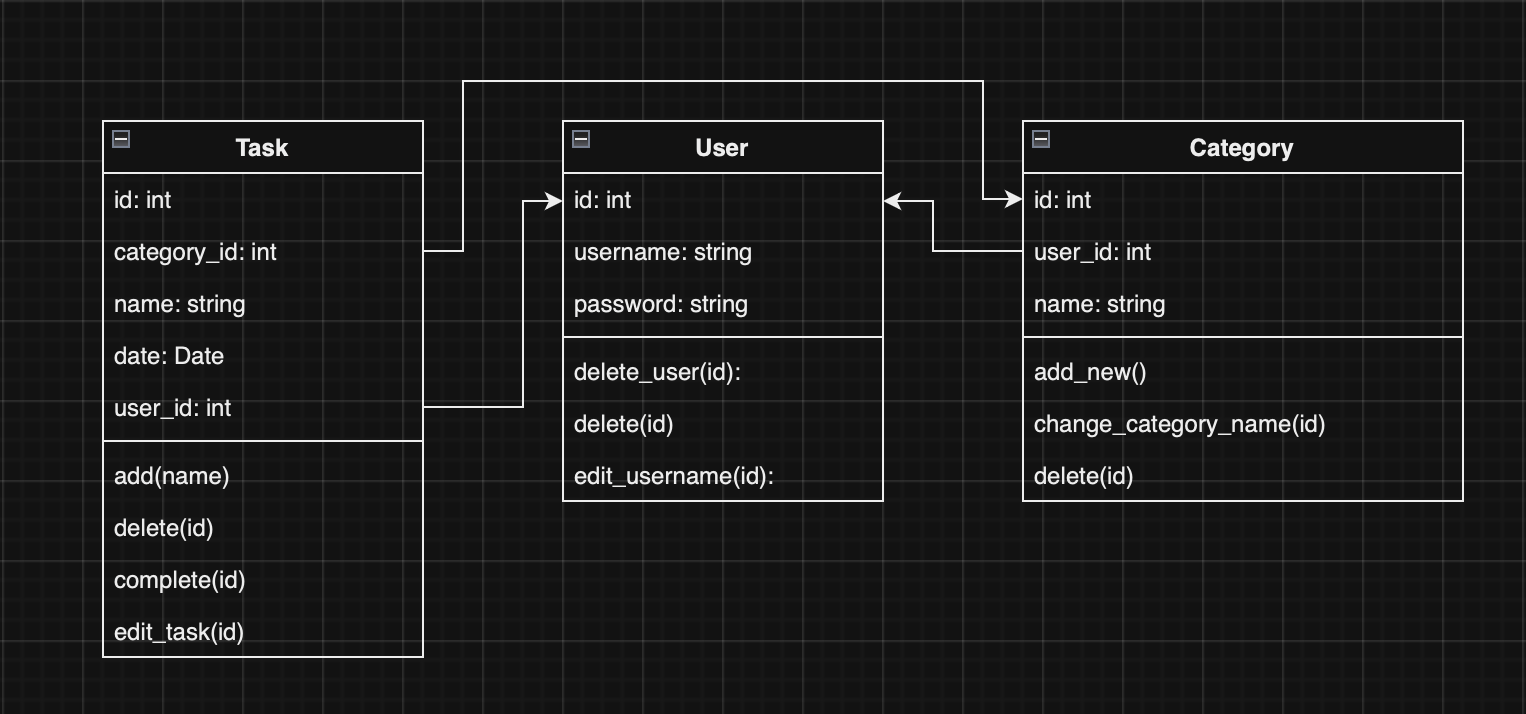 Task
id: int
category_id: int
name: string
date: Date
user_id: int
add(name)
delete(id)
complete(id)
edit_task(id)
User
id: int
username: string
password: string
delete_user(id):
delete(id)
edit_username(id):
Category
id: int
user_id: int
name: string
add_new()
change_category_name(id)
delete(id)